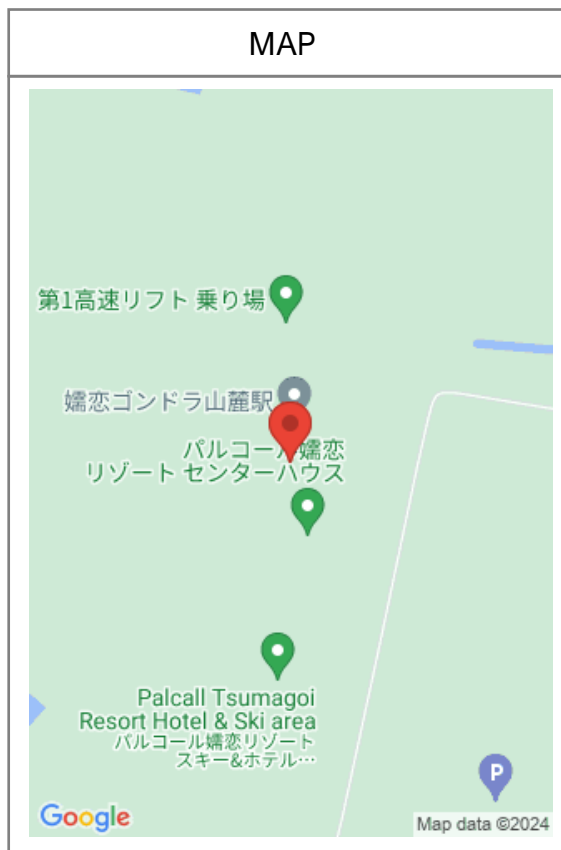 MAP
第1高速リフト 乗り場
嬬恋ゴンドラ山麓駅
パルコール嬬恋
リゾート センターハウス
Palcall Tsumagoi
Resort Hotel & Ski area
パルコール嬬恋リゾート
スキー&ホテル…
P
Google
Map data ©2024